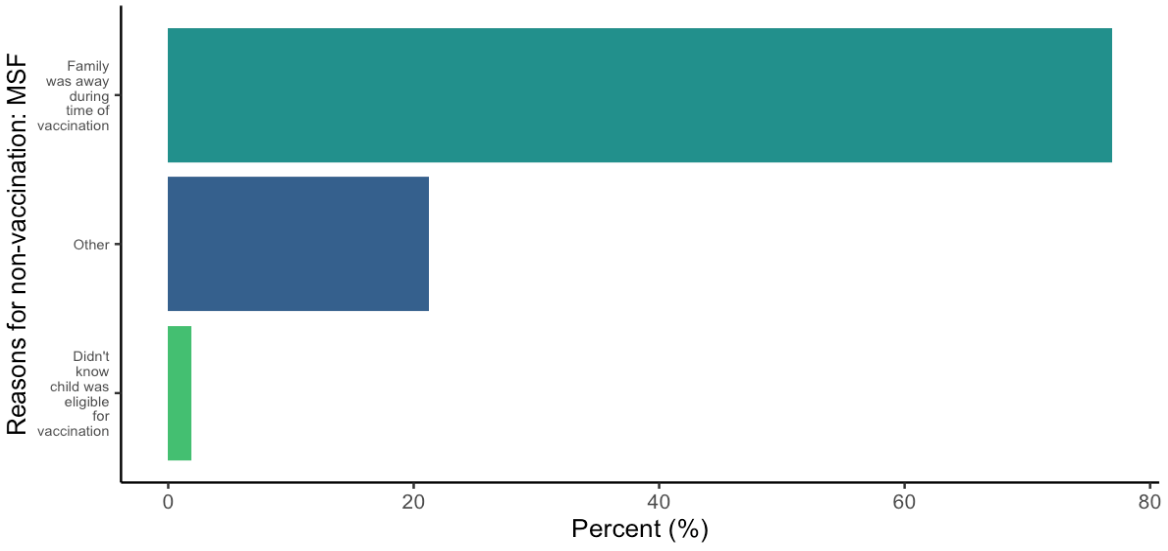 Reasons for non-vaccination: MSF
Family
was away
during
time of
vaccination
Other
Didn't
know
child was
eligible
for
vaccination
0 20 40 60 80
Percent (%)